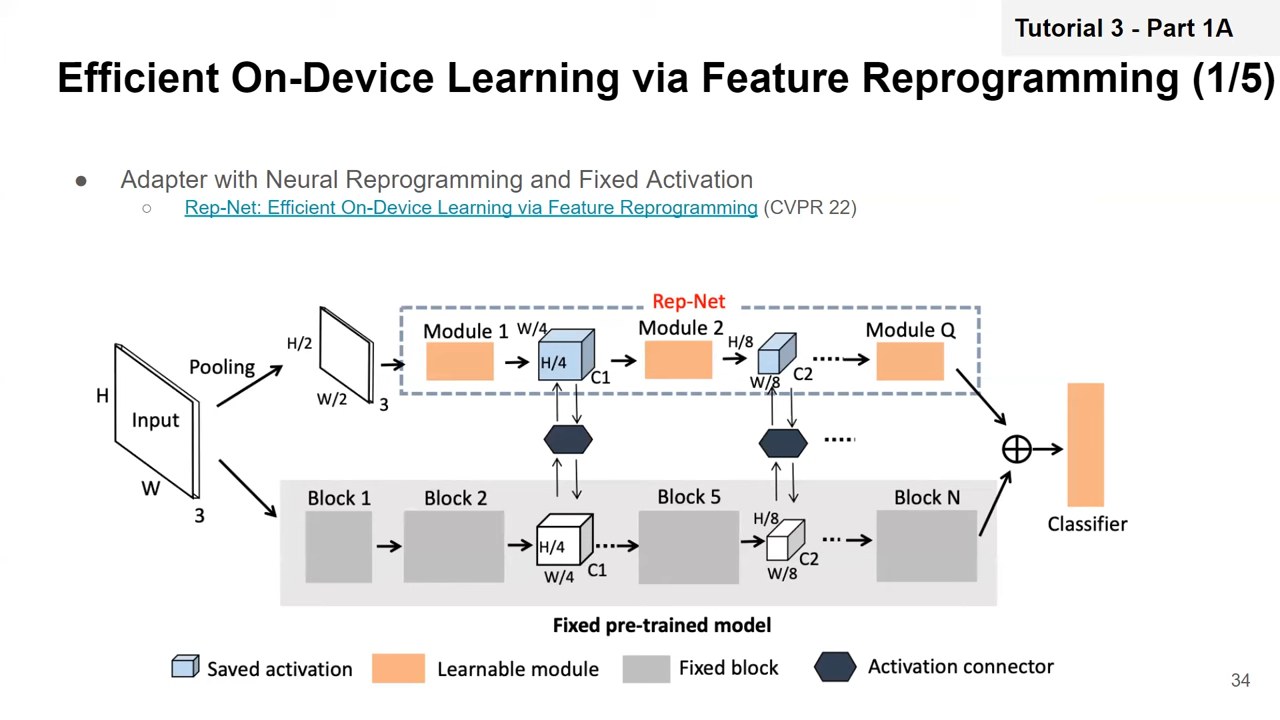 Tutorial 3 - Part 1A
Efficient On-Device Learning via Feature Reprogramming (1/5)
● Adapter with Neural Reprogramming and Fixed Activation
○ Rep-Net: Efficient On-Device Learning via Feature Reprogramming (CVPR 22)
Rep-Net
Module 1
W/4
H/4
C1
Module 2
H/8
W/8
C2
Module Q
H/2
W/2
3
Pooling
H
Input
W
3
Classifier
Block 1
Block 2
H/4
W/4
C1
Block 5
H/8
W/8
C2
Block N
Fixed pre-trained model
Saved activation
Learnable module
Fixed block
Activation connector
34